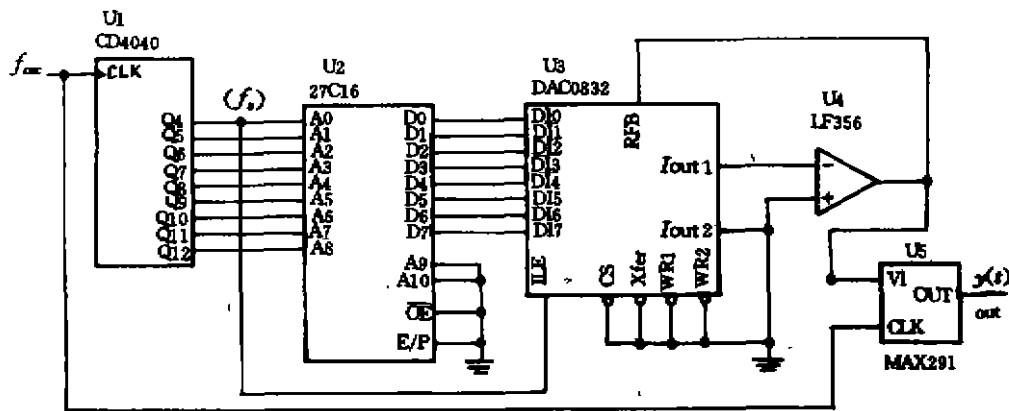 U1
CD4040
CLK
Q4
Q5
Q6
Q7
Q8
Q9
Q10
Q11
Q12
(fs)
U2
27C16
A0
A1
A2
A3
A4
A5
A6
A7
A8
D0
D1
D2
D3
D4
D5
D6
D7
A9
A10
OE
E/P
U3
DAC0832
DI0
DI1
DI2
DI3
DI4
DI5
DI6
DI7
ILE
RFB
Iout 1
Iout 2
CS
Xfer
WR1
WR2
U4
LF356
-
+
U5
VI
OUT
CLK
MAX291
y(t)
out